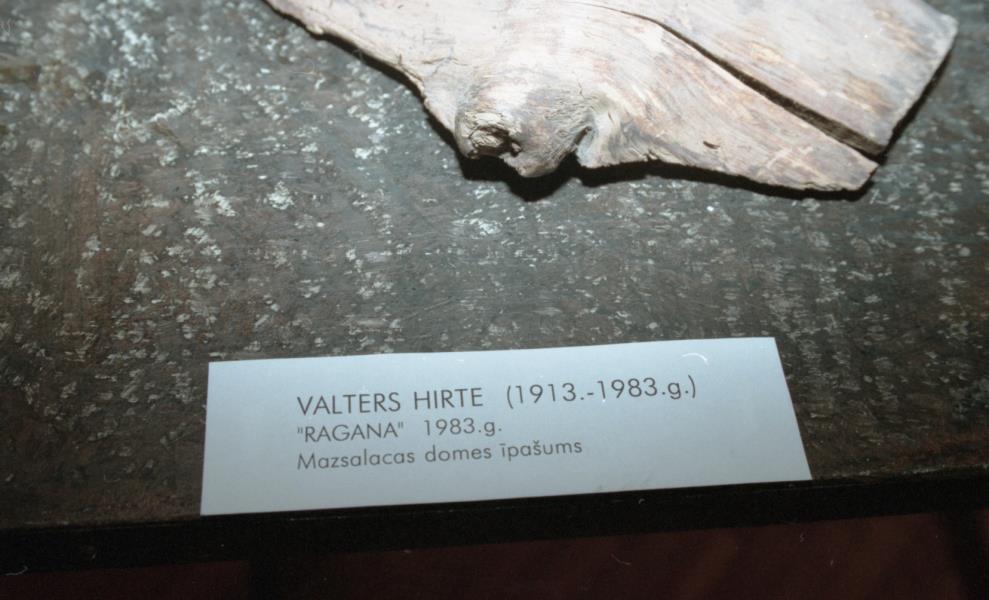 VALTERS HIRTE (1913.-1983.g.)
"RAGANA" 1983.g.
Mazsalacas domes īpašums